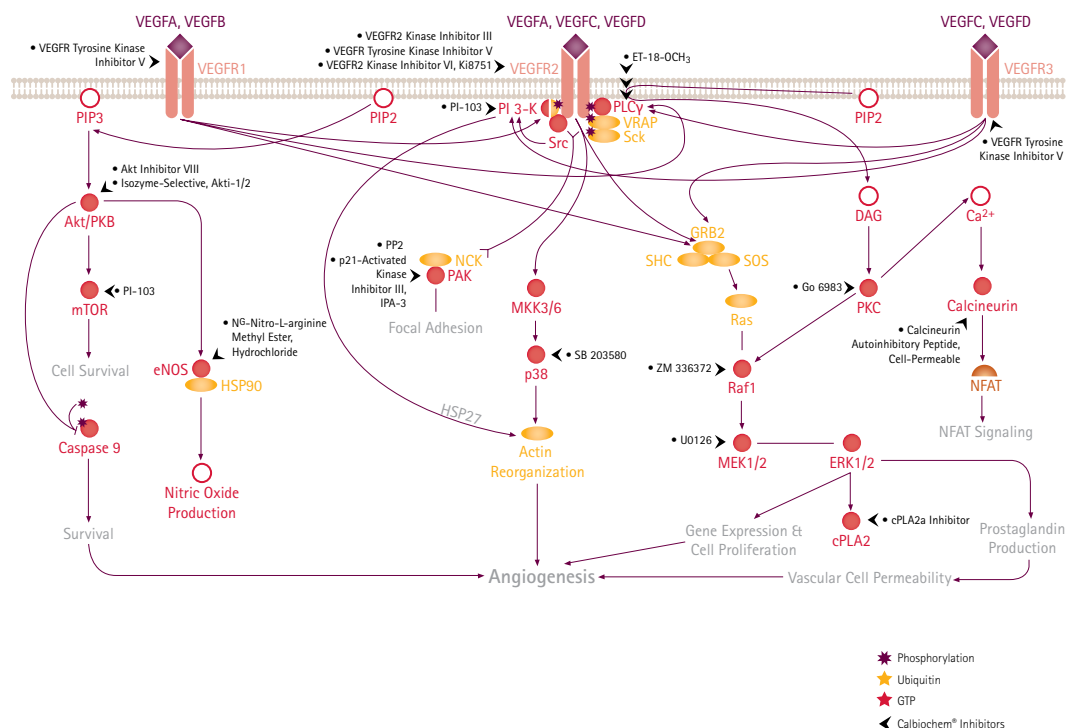 VEGFA, VEGFB
VEGFA, VEGFC, VEGFD
VEGFC, VEGFD
• VEGFR Tyrosine Kinase
Inhibitor V
VEGFR1
• VEGFR2 Kinase Inhibitor III
• VEGFR Tyrosine Kinase Inhibitor V
• VEGFR2 Kinase Inhibitor VI, Ki8751
VEGFR2
• ET-18-OCH₃
VEGFR3
PIP3
PIP2
• PI-103
PI 3-K
Src
PLCγ
VRAP
Sck
PIP2
• VEGFR Tyrosine
Kinase Inhibitor V
• Akt Inhibitor VIII
• Isozyme-Selective, Akti-1/2
Akt/PKB
DAG
Ca²⁺
GRB2
SHC
SOS
• PP2
• p21-Activated
Kinase
Inhibitor III,
IPA-3
NCK
PAK
Focal Adhesion
mTOR
• PI-103
MKK3/6
Ras
• Go 6983
PKC
Calcineurin
• Calcineurin
Autoinhibitory Peptide,
Cell-Permeable
• Nᴳ-Nitro-L-arginine
Methyl Ester,
Hydrochloride
Cell Survival
eNOS
HSP90
p38
• SB 203580
• ZM 336372
Raf1
NFAT
NFAT Signaling
HSP27
Caspase 9
Actin
Reorganization
• U0126
MEK1/2
ERK1/2
Nitric Oxide
Production
Survival
Gene Expression &
Cell Proliferation
cPLA2
• cPLA2a Inhibitor
Prostaglandin
Production
Angiogenesis
Vascular Cell Permeability
Phosphorylation
Ubiquitin
GTP
Calbiochem® Inhibitors